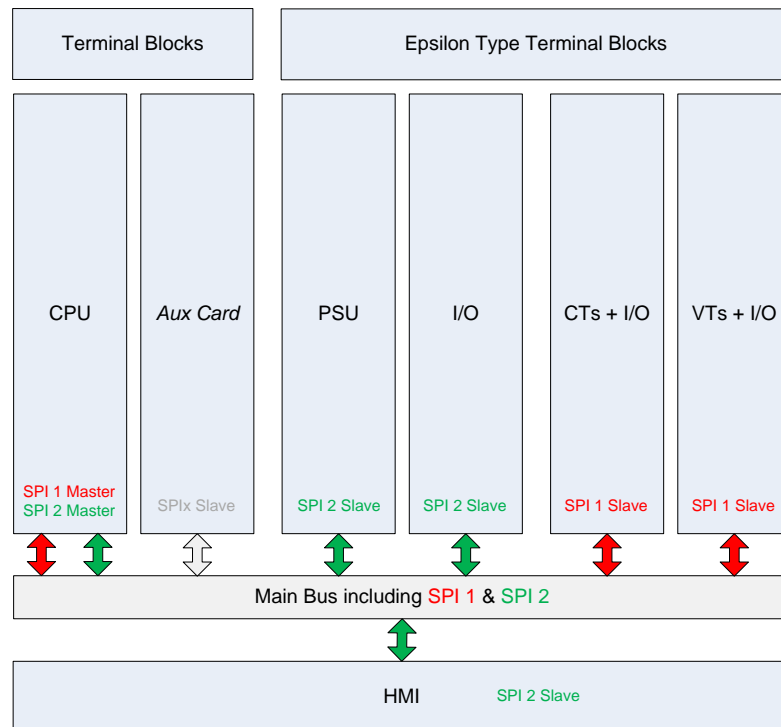 Terminal Blocks
Epsilon Type Terminal Blocks
CPU
Aux Card
PSU
I/O
CTs + I/O
VTs + I/O
SPI 1 Master
SPI 2 Master
SPIx Slave
SPI 2 Slave
SPI 2 Slave
SPI 1 Slave
SPI 1 Slave
Main Bus including SPI 1 & SPI 2
HMI
SPI 2 Slave